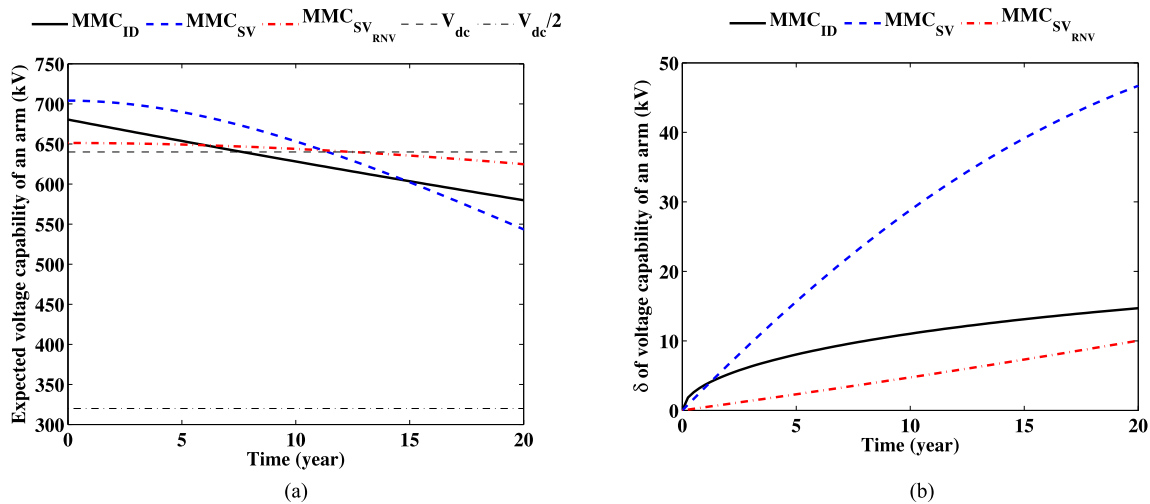 MMC_ID MMC_SV MMC_SV_RNV V_dc V_dc/2
Expected voltage capability of an arm (kV)
750
700
650
600
550
500
450
400
350
300
0 5 10 15 20
Time (year)
(a)
MMC_ID MMC_SV MMC_SV_RNV
δ of voltage capability of an arm (kV)
50
40
30
20
10
0
0 5 10 15 20
Time (year)
(b)